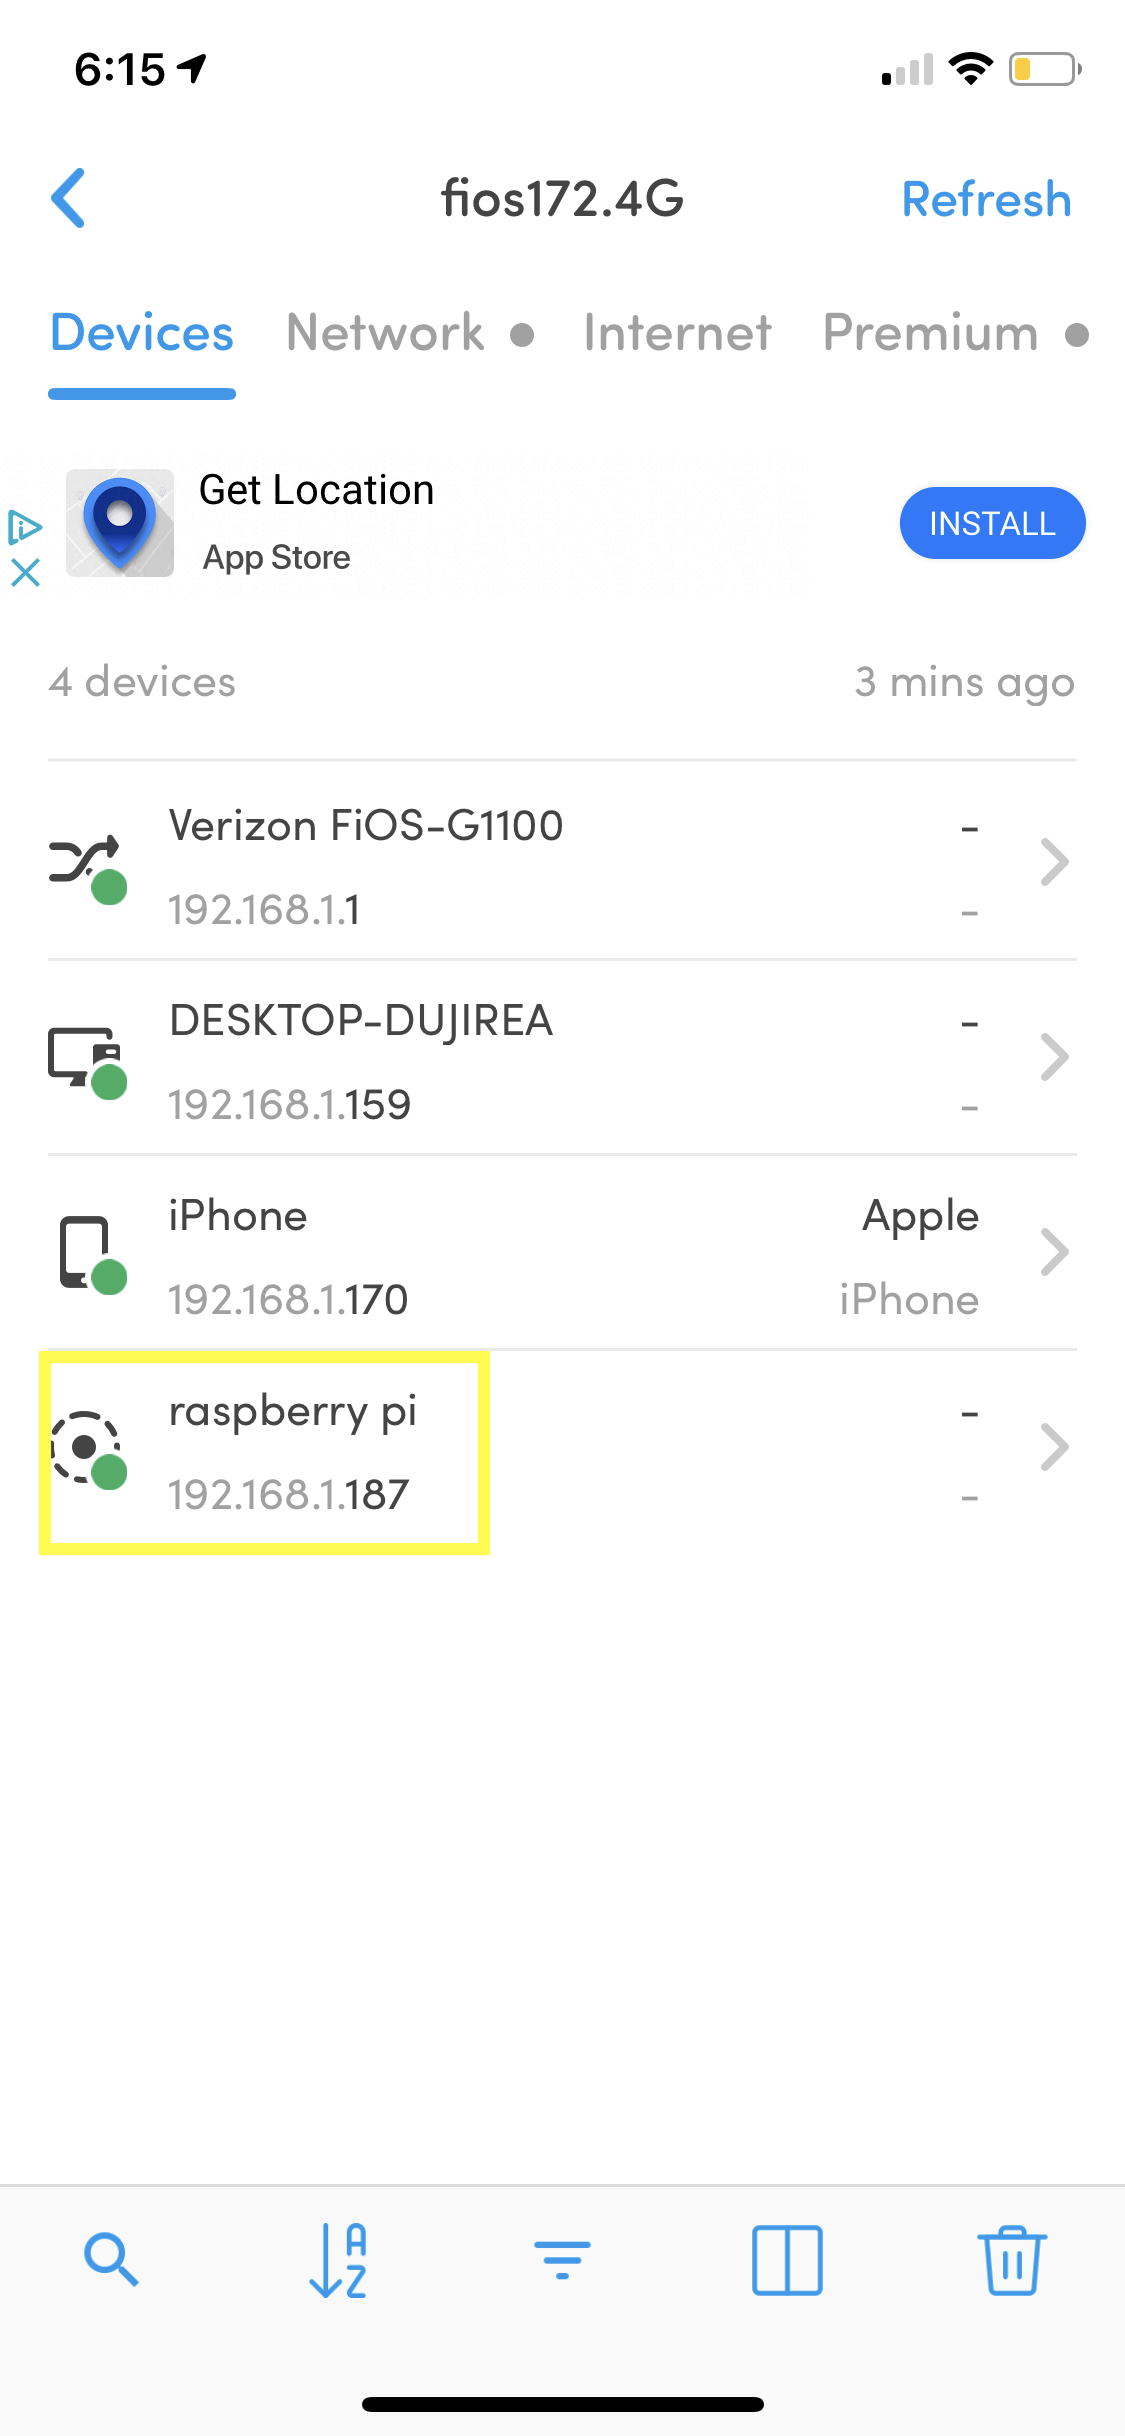 6:15
fios172.4G
Refresh
Devices Network Internet Premium
Get Location
App Store
INSTALL
4 devices 3 mins ago
Verizon FiOS-G1100 -
192.168.1.1 -
DESKTOP-DUJIREA -
192.168.1.159 -
iPhone Apple
192.168.1.170 iPhone
raspberry pi -
192.168.1.187 -
A
Z